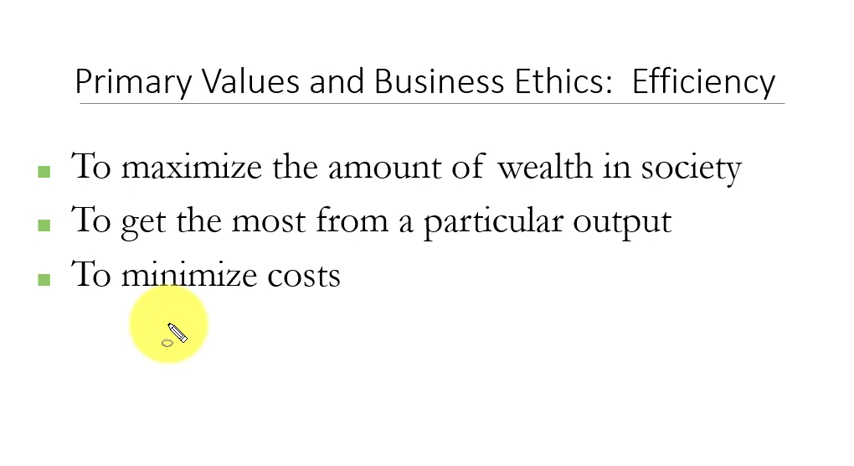 Primary Values and Business Ethics: Efficiency
To maximize the amount of wealth in society
To get the most from a particular output
To minimize costs